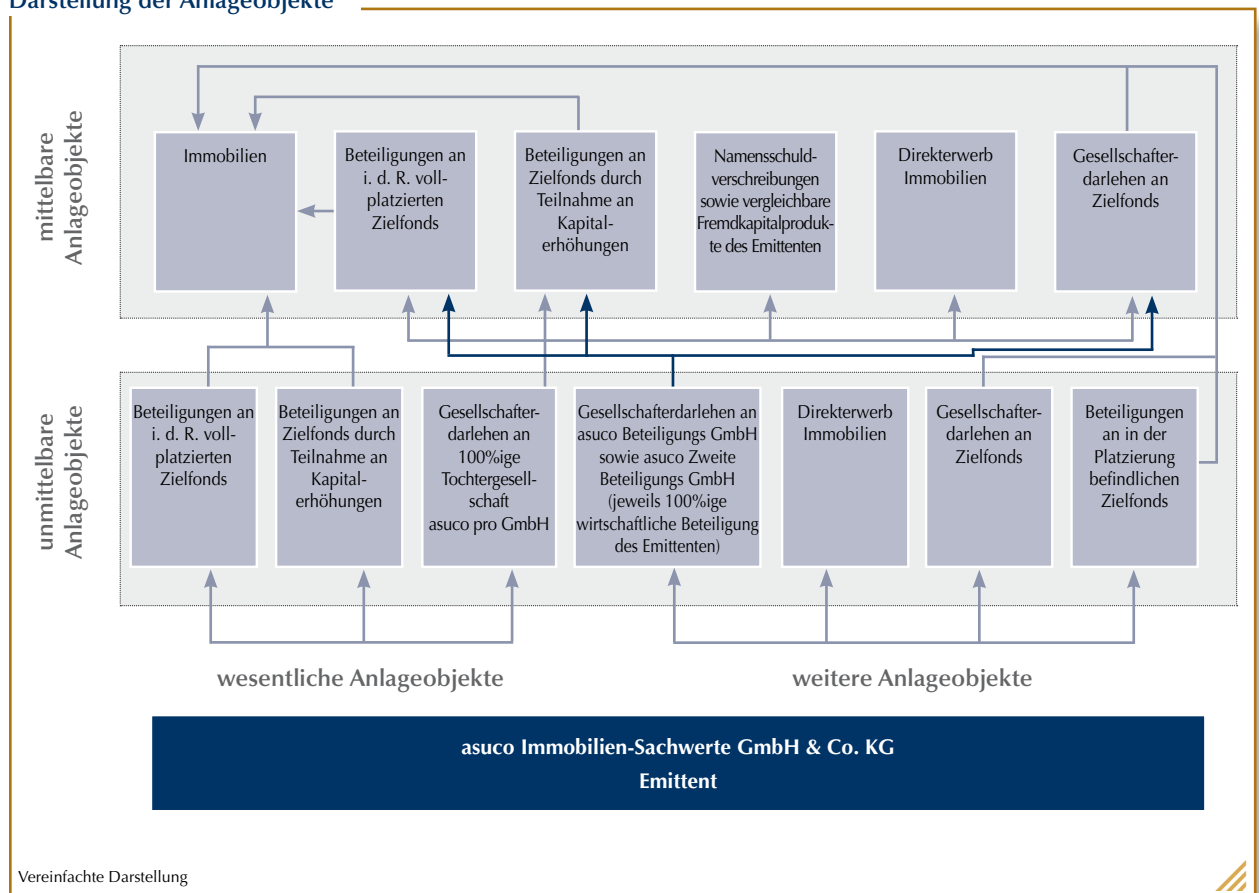 Darstellung der Anlageobjekte
mittelbare
Anlageobjekte
Immobilien
Beteiligungen an
i. d. R. voll-
platzierten
Zielfonds
Beteiligungen an
Zielfonds durch
Teilnahme an
Kapital-
erhöhungen
Namensschuld-
verschreibungen
sowie vergleichbare
Fremdkapitalproduk-
te des Emittenten
Direkterwerb
Immobilien
Gesellschafter-
darlehen an
Zielfonds
unmittelbare
Anlageobjekte
Beteiligungen an
i. d. R. voll-
platzierten
Zielfonds
Beteiligungen an
Zielfonds durch
Teilnahme an
Kapital-
erhöhungen
Gesellschafter-
darlehen an
100%ige
Tochtergesell-
schaft
asuco pro GmbH
Gesellschafterdarlehen an
asuco Beteiligungs GmbH
sowie asuco Zweite
Beteiligungs GmbH
(jeweils 100%ige
wirtschaftliche Beteiligung
des Emittenten)
Direkterwerb
Immobilien
Gesellschafter-
darlehen an
Zielfonds
Beteiligungen
an in der
Platzierung
befindlichen
Zielfonds
wesentliche Anlageobjekte
weitere Anlageobjekte
asuco Immobilien-Sachwerte GmbH & Co. KG
Emittent
Vereinfachte Darstellung